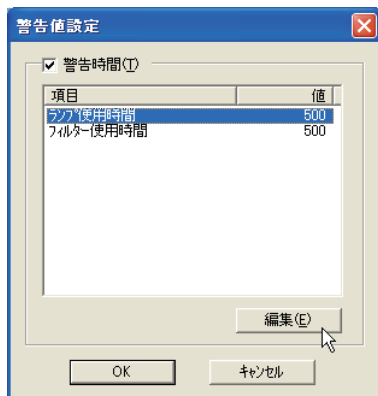 警告値設定
警告時間(T)
項目 値
ランプ使用時間 500
フィルター使用時間 500
編集(E)
OK キャンセル